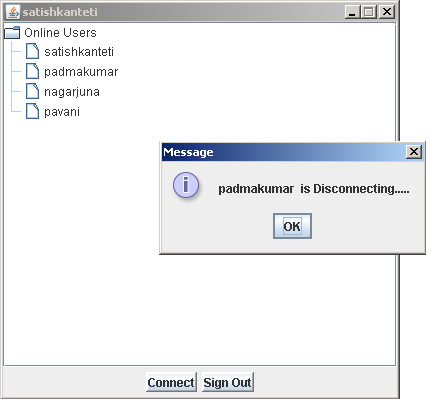 satishkanteti
Online Users
satishkanteti
padmakumar
nagarjuna
pavani
Message
padmakumar is Disconnecting.....
OK
Connect Sign Out